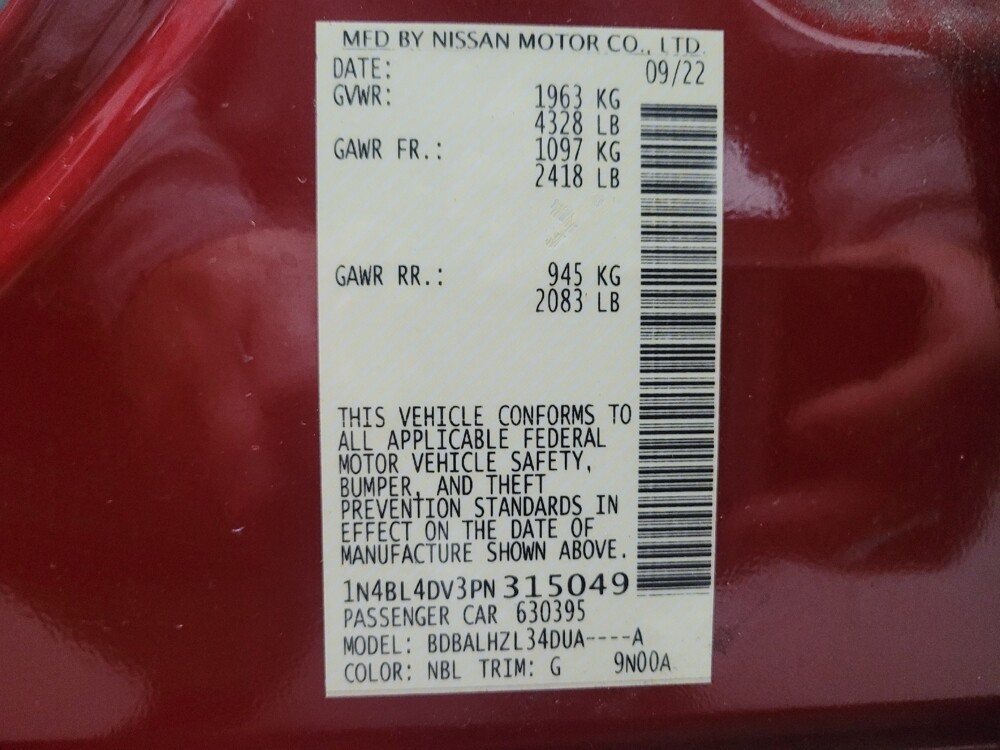 MFD BY NISSAN MOTOR CO., LTD.
DATE: 09/22
GVWR: 1963 KG
4328 LB
GAWR FR.: 1097 KG
2418 LB
GAWR RR.: 945 KG
2083 LB
THIS VEHICLE CONFORMS TO
ALL APPLICABLE FEDERAL
MOTOR VEHICLE SAFETY,
BUMPER, AND THEFT
PREVENTION STANDARDS IN
EFFECT ON THE DATE OF
MANUFACTURE SHOWN ABOVE.
1N4BL4DV3PN315049
PASSENGER CAR 630395
MODEL: BDBALHZL34DUA----A
COLOR: NBL TRIM: G 9N00A